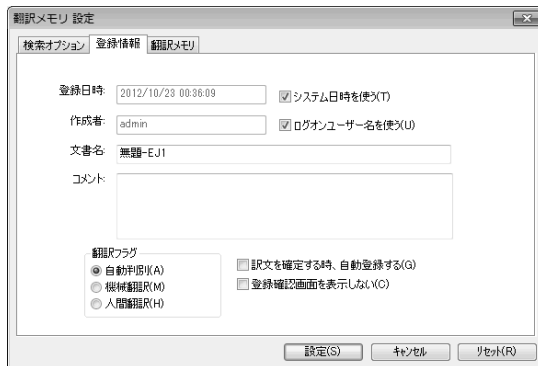 翻訳メモリ 設定
検索オプション 登録情報 翻訳メモリ
登録日時: 2012/10/23 00:36:09 システム日時を使う(T)
作成者: admin ログオンユーザー名を使う(U)
文書名: 無題-EJ1
コメント:
翻訳フラグ
自動判別(A) 訳文を確定する時、自動登録する(G)
機械翻訳(M) 登録確認画面を表示しない(C)
人間翻訳(H)
設定(S) キャンセル リセット(R)